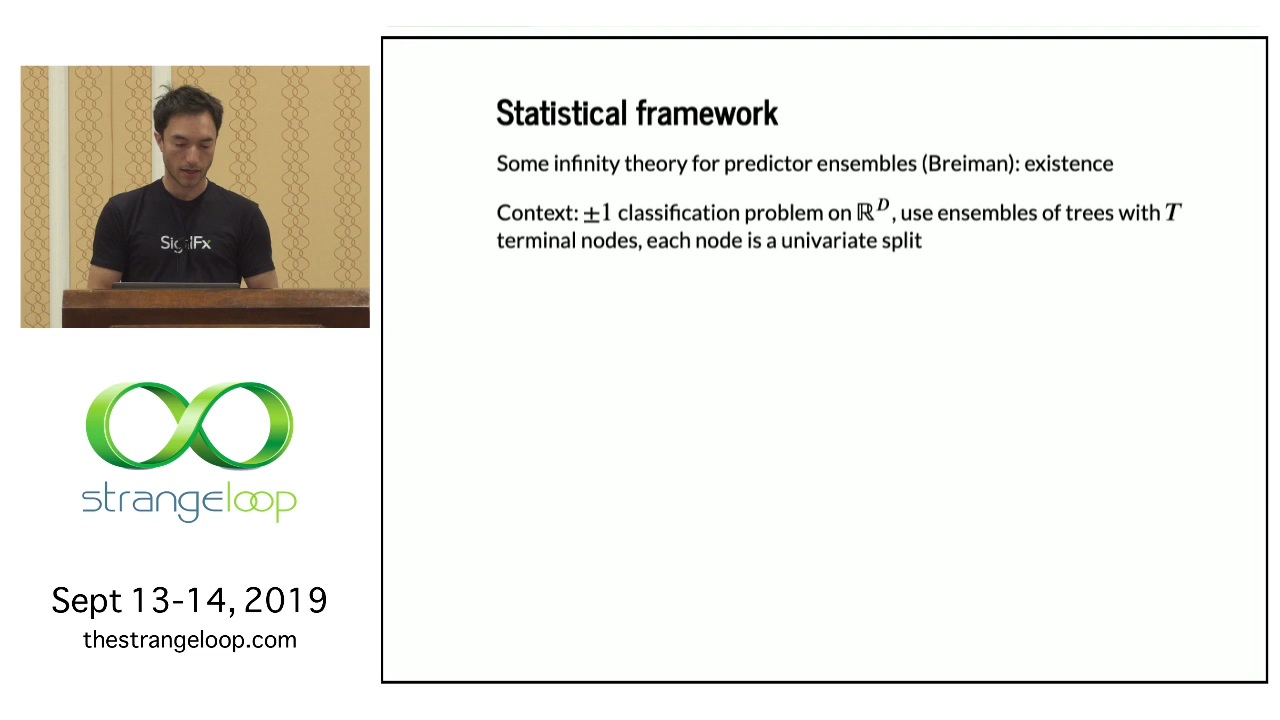 Statistical framework
Some infinity theory for predictor ensembles (Breiman): existence
Context: ±1 classification problem on ℝᴰ, use ensembles of trees with T
terminal nodes, each node is a univariate split
SignalFx
strangeloop
Sept 13-14, 2019
thestrangeloop.com